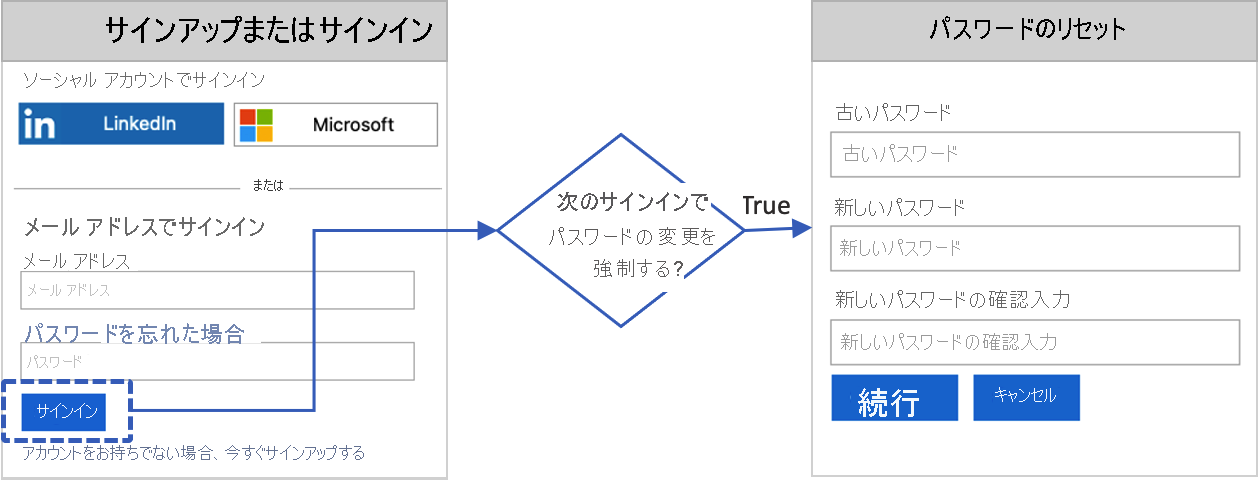 サインアップまたはサインイン
ソーシャル アカウントでサインイン
in LinkedIn
Microsoft
または
メール アドレスでサインイン
メール アドレス
メール アドレス
パスワードを忘れた場合
パスワード
サインイン
アカウントをお持ちでない場合、今すぐサインアップする
次のサインインで
パスワードの変更を
強制する?
True
パスワードのリセット
古いパスワード
古いパスワード
新しいパスワード
新しいパスワード
新しいパスワードの確認入力
新しいパスワードの確認入力
続行
キャンセル